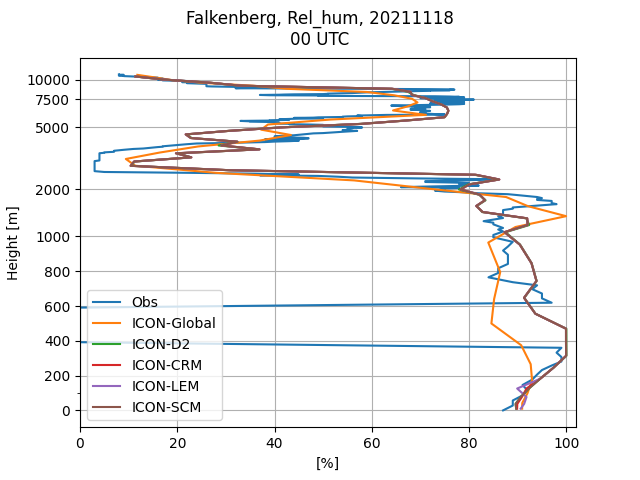 Falkenberg, Rel_hum, 20211118
00 UTC
Height [m]
10000
7500
5000
2000
1000
800
600
400
200
0
Obs
ICON-Global
ICON-D2
ICON-CRM
ICON-LEM
ICON-SCM
0 20 40 60 80 100
[%]